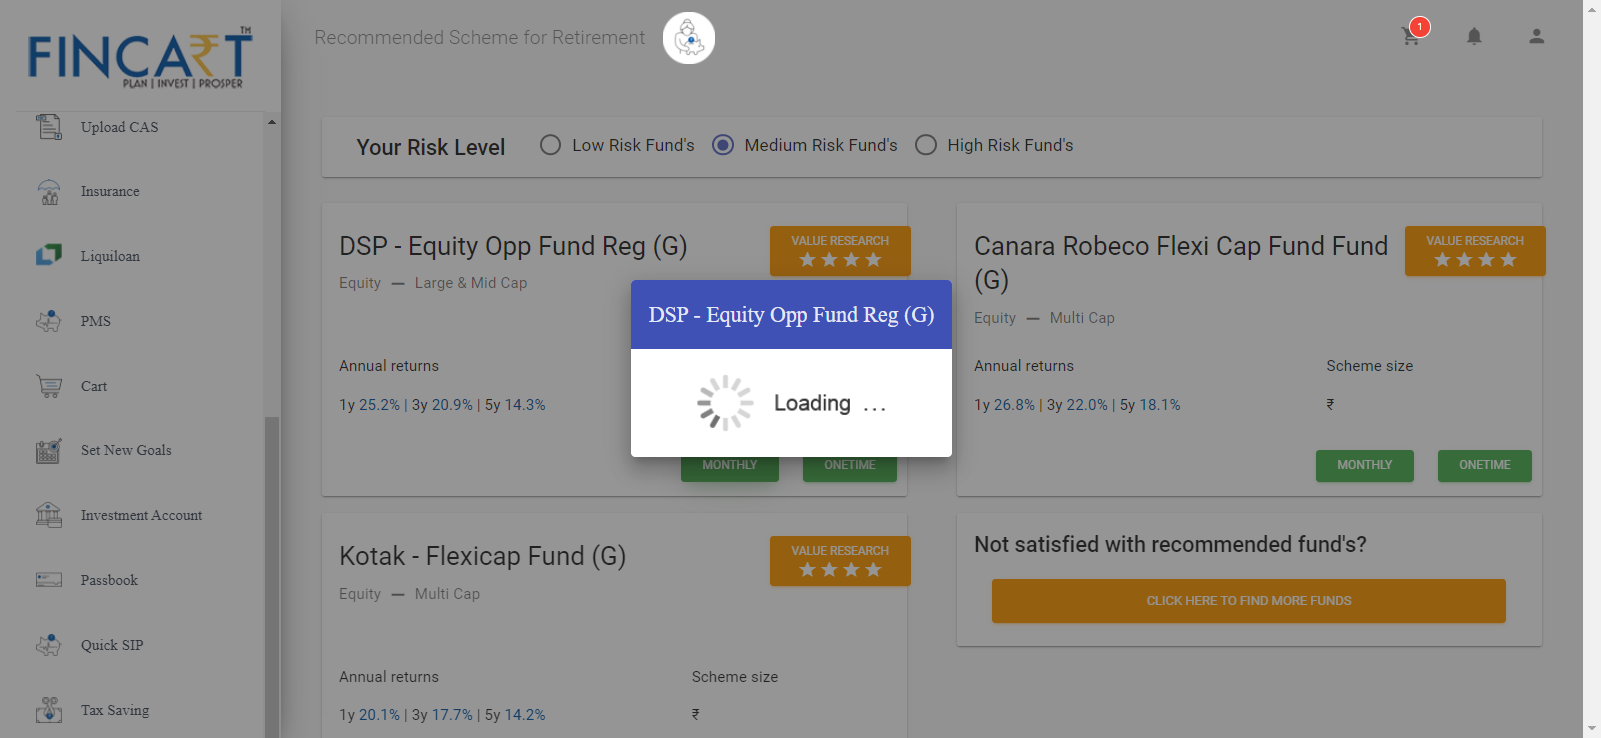 FINCART
TM
PLAN | INVEST | PROSPER
Recommended Scheme for Retirement
1
Upload CAS
Insurance
Liquiloan
PMS
Cart
Set New Goals
Investment Account
Passbook
Quick SIP
Tax Saving
Your Risk Level
Low Risk Fund's
Medium Risk Fund's
High Risk Fund's
DSP - Equity Opp Fund Reg (G)
VALUE RESEARCH
Equity — Large & Mid Cap
Annual returns
1y 25.2% | 3y 20.9% | 5y 14.3%
MONTHLY
ONETIME
DSP - Equity Opp Fund Reg (G)
Loading ...
Canara Robeco Flexi Cap Fund Fund
(G)
VALUE RESEARCH
Equity — Multi Cap
Annual returns
Scheme size
1y 26.8% | 3y 22.0% | 5y 18.1%
₹
MONTHLY
ONETIME
Kotak - Flexicap Fund (G)
VALUE RESEARCH
Equity — Multi Cap
Annual returns
Scheme size
1y 20.1% | 3y 17.7% | 5y 14.2%
₹
Not satisfied with recommended fund's?
CLICK HERE TO FIND MORE FUNDS